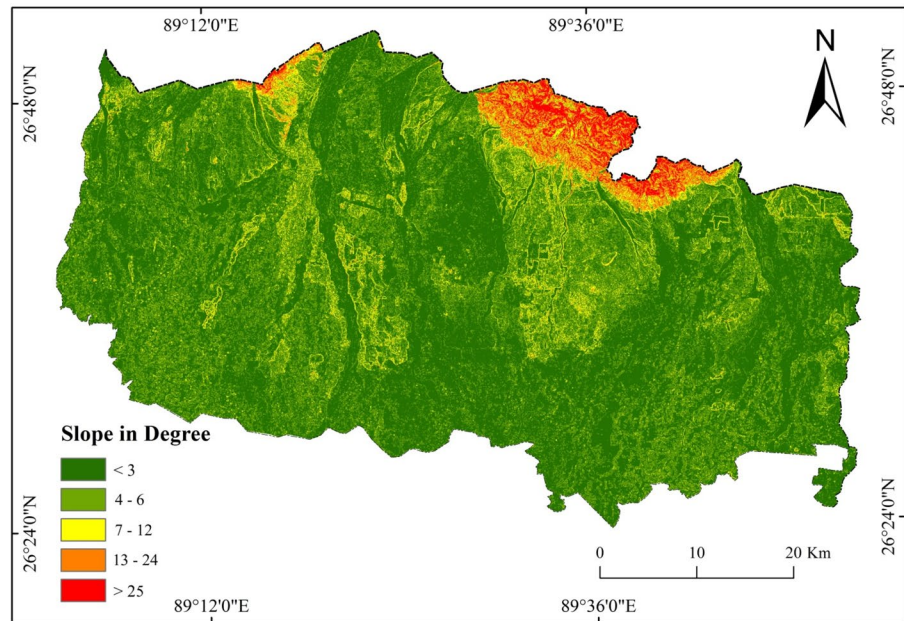 89°12'0"E
89°36'0"E
N
26°48'0"N
26°48'0"N
Slope in Degree
< 3
4 - 6
7 - 12
13 - 24
> 25
26°24'0"N
26°24'0"N
0 10 20 Km
89°12'0"E
89°36'0"E